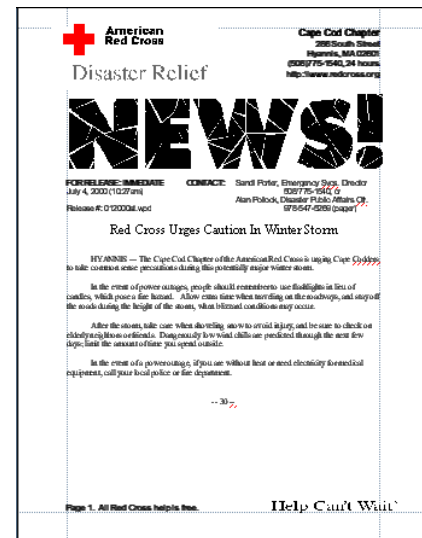 American
Red Cross
Cape Cod Chapter
286 South Street
Hyannis, MA 02601
(508)775-1540, 24 hours
http://www.redcross.org
Disaster Relief
NEWS!
FOR RELEASE: IMMEDIATE CONTACT: Sandi Porter, Emergency Svcs. Director
July 4, 2000 (10:27am) 508/775-1540, or
Alan Pollock, Disaster Public Affairs Ofr.
Release #: 012000st.wpd 978-547-5269 (pager)
Red Cross Urges Caution In Winter Storm
HYANNIS — The Cape Cod Chapter of the American Red Cross is urging Cape Codders
to take common sense precautions during this potentially major winter storm.
In the event of power outages, people should remember to use flashlights in lieu of
candles, which pose a fire hazard. Allow extra time when traveling on the roadways, and stay off
the roads during the height of the storm, when blizzard conditions may occur.
After the storm, take care when shoveling snow to avoid injury, and be sure to check on
elderly neighbors or friends. Dangerously low wind chills are predicted through the next few
days; limit the amount of time you spend outside.
In the event of a power outage, if you are without heat or need electricity for medical
equipment, call your local police or fire department.
-- 30 --
Page 1. All Red Cross help is free.
Help Can't Wait